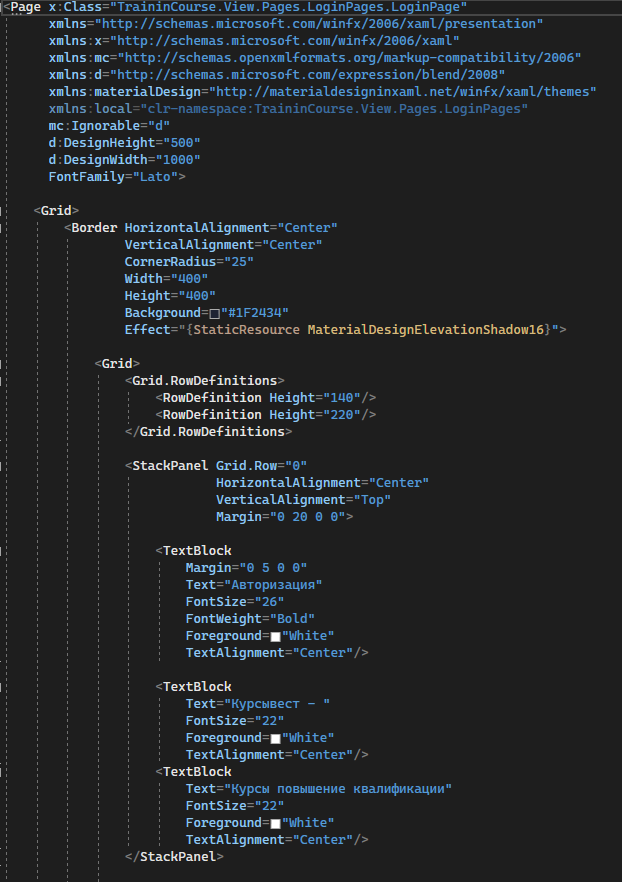 <Page x:Class="TraininCourse.View.Pages.LoginPages.LoginPage"
xmlns="http://schemas.microsoft.com/winfx/2006/xaml/presentation"
xmlns:x="http://schemas.microsoft.com/winfx/2006/xaml"
xmlns:mc="http://schemas.openxmlformats.org/markup-compatibility/2006"
xmlns:d="http://schemas.microsoft.com/expression/blend/2008"
xmlns:materialDesign="http://materialdesigninxaml.net/winfx/xaml/themes"
xmlns:local="clr-namespace:TraininCourse.View.Pages.LoginPages"
mc:Ignorable="d"
d:DesignHeight="500"
d:DesignWidth="1000"
FontFamily="Lato">
<Grid>
<Border HorizontalAlignment="Center"
VerticalAlignment="Center"
CornerRadius="25"
Width="400"
Height="400"
Background="#1F2434"
Effect="{StaticResource MaterialDesignElevationShadow16}">
<Grid>
<Grid.RowDefinitions>
<RowDefinition Height="140"/>
<RowDefinition Height="220"/>
</Grid.RowDefinitions>
<StackPanel Grid.Row="0"
HorizontalAlignment="Center"
VerticalAlignment="Top"
Margin="0 20 0 0">
<TextBlock
Margin="0 5 0 0"
Text="Авторизация"
FontSize="26"
FontWeight="Bold"
Foreground="White"
TextAlignment="Center"/>
<TextBlock
Text="Курсывест - "
FontSize="22"
Foreground="White"
TextAlignment="Center"/>
<TextBlock
Text="Курсы повышение квалификации"
FontSize="22"
Foreground="White"
TextAlignment="Center"/>
</StackPanel>